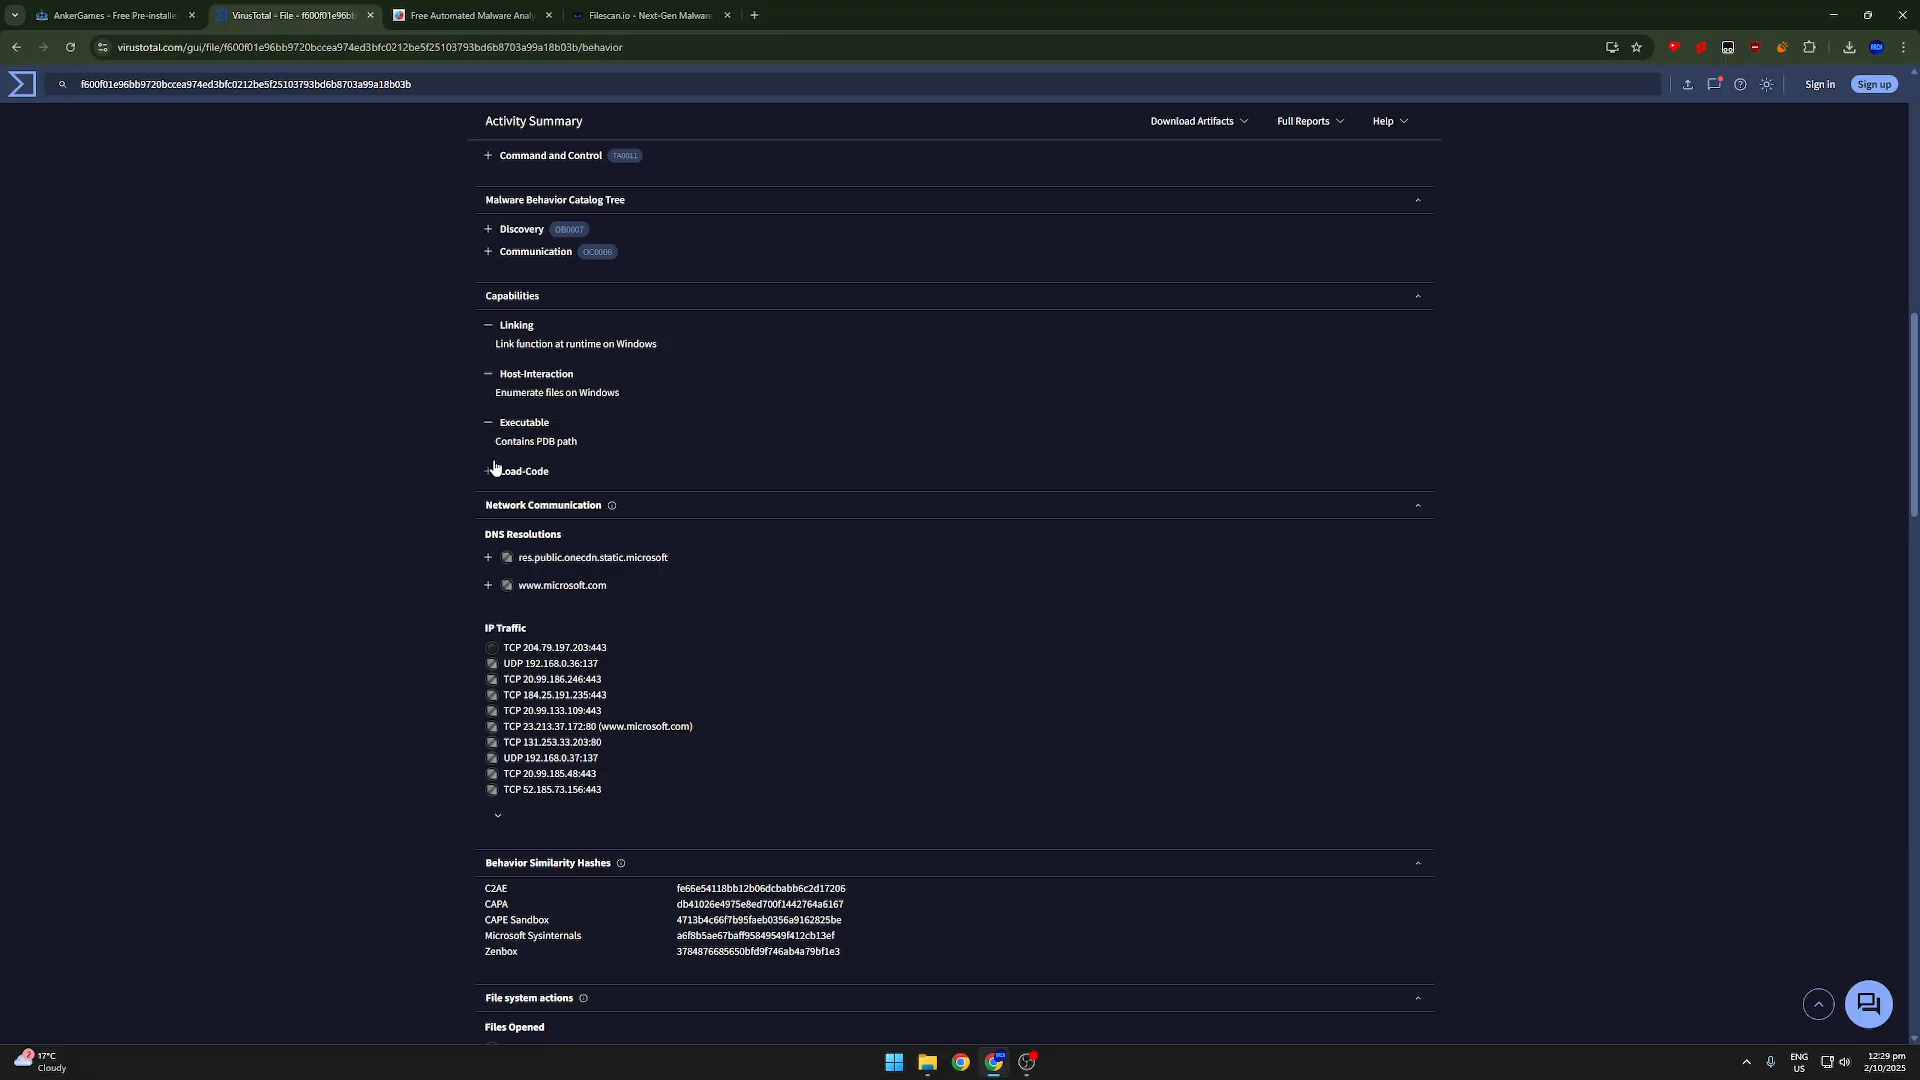 AnkerGames - Free Pre-installe
VirusTotal - File - f600f01e96bb
Free Automated Malware Analy
Filescan.io - Next-Gen Malware
virustotal.com/gui/file/f600f01e96bb9720bccea974ed3bfc0212be5f25103793bd6b8703a99a18b03b/behavior
f600f01e96bb9720bccea974ed3bfc0212be5f25103793bd6b8703a99a18b03b
Sign in
Sign up
Activity Summary
Download Artifacts
Full Reports
Help
+ Command and Control TA0011
Malware Behavior Catalog Tree
+ Discovery OB0007
+ Communication OC0006
Capabilities
— Linking
Link function at runtime on Windows
— Host-Interaction
Enumerate files on Windows
— Executable
Contains PDB path
+ Load-Code
Network Communication
DNS Resolutions
+ res.public.onecdn.static.microsoft
+ www.microsoft.com
IP Traffic
TCP 204.79.197.203:443
UDP 192.168.0.36:137
TCP 20.99.186.246:443
TCP 184.25.191.235:443
TCP 20.99.133.109:443
TCP 23.213.37.172:80 (www.microsoft.com)
TCP 131.253.33.203:80
UDP 192.168.0.37:137
TCP 20.99.185.48:443
TCP 52.185.73.156:443
Behavior Similarity Hashes
C2AE fe66e54118bb12b06dcbabb6c2d17206
CAPA db41026e4975e8ed700f1442764a6167
CAPE Sandbox 4713b4c66f7b95faeb0356a9162825be
Microsoft Sysinternals a6f8b5ae67baff95849549f412cb13ef
Zenbox 3784876685650bfd9f746ab4a79bf1e3
File system actions
Files Opened
2
17°C
Cloudy
ENG
US
12:29 pm
2/10/2025